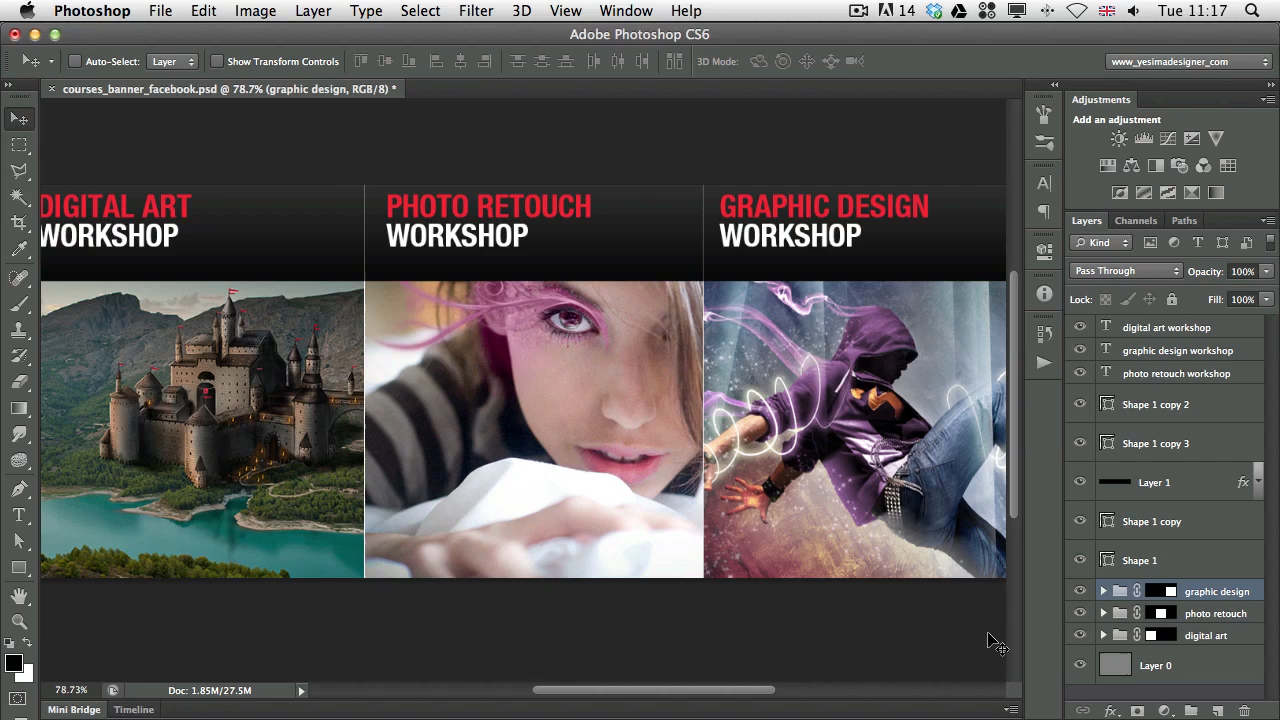 Photoshop File Edit Image Layer Type Select Filter 3D View Window Help 14 Tue 11:17
Adobe Photoshop CS6
Auto-Select: Layer Show Transform Controls 3D Mode: www_yesimadesigner_com
× courses_banner_facebook.psd @ 78.7% (graphic design, RGB/8) *
Adjustments
Add an adjustment
DIGITAL ART
WORKSHOP
PHOTO RETOUCH
WORKSHOP
GRAPHIC DESIGN
WORKSHOP
Layers Channels Paths
Kind
Pass Through Opacity: 100%
Lock: Fill: 100%
digital art workshop
graphic design workshop
photo retouch workshop
Shape 1 copy 2
Shape 1 copy 3
Layer 1 fx
Shape 1 copy
Shape 1
graphic design
photo retouch
digital art
Layer 0
78.73% Doc: 1.85M/27.5M
Mini Bridge Timeline